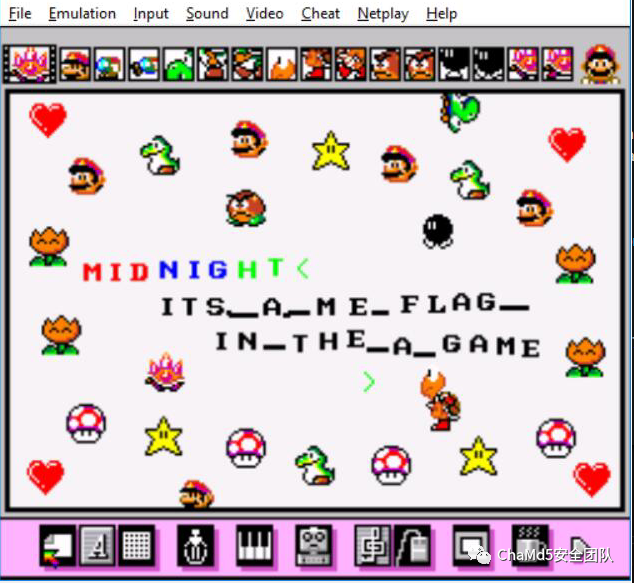 File Emulation Input Sound Video Cheat Netplay Help
MIDNIGHT<
ITS_A_ME_FLAG_
IN_THE_A_GAME
>
A
ChaMd5安全团队